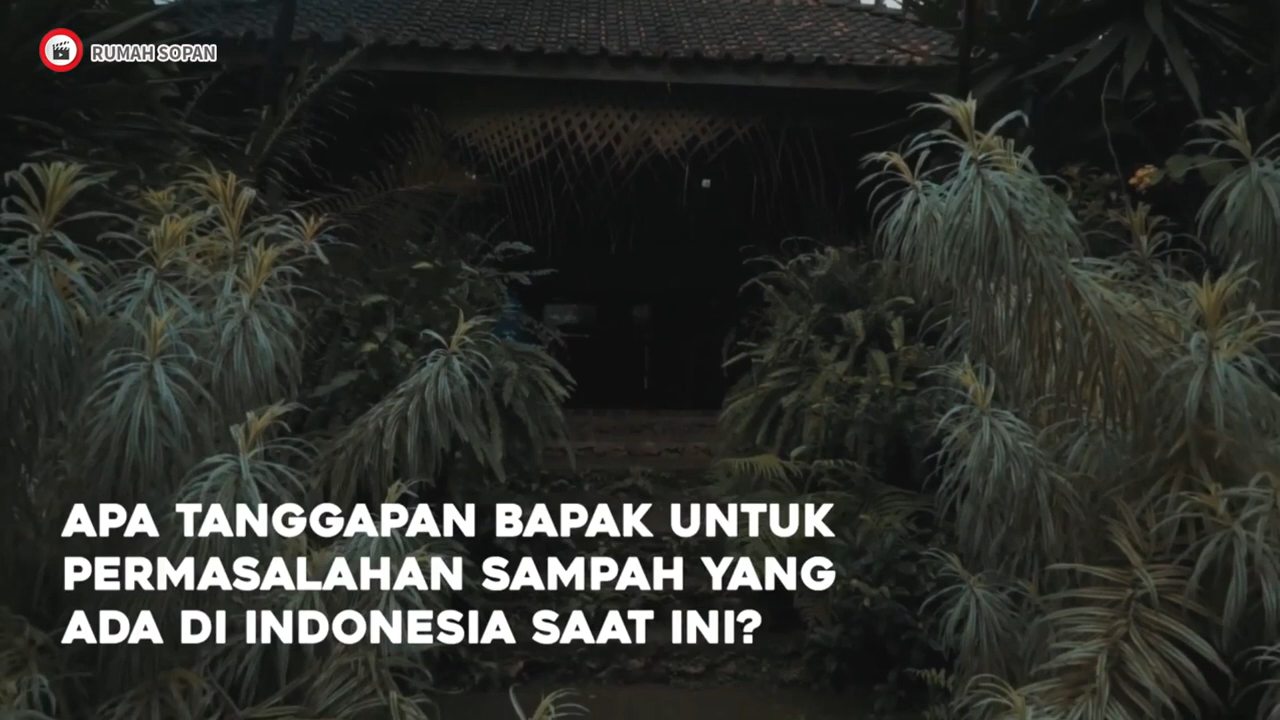 RUMAH SOPAN
APA TANGGAPAN BAPAK UNTUK
PERMASALAHAN SAMPAH YANG
ADA DI INDONESIA SAAT INI?